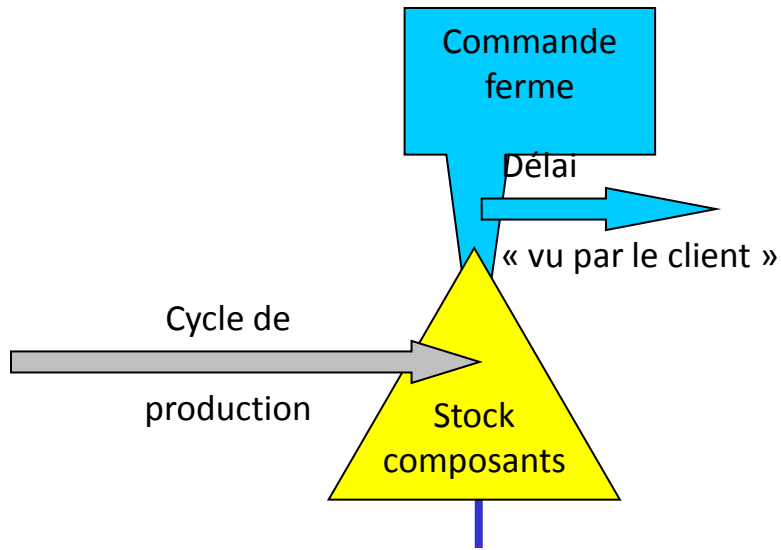 Commande
ferme
Délai
« vu par le client »
Cycle de
production
Stock
composants